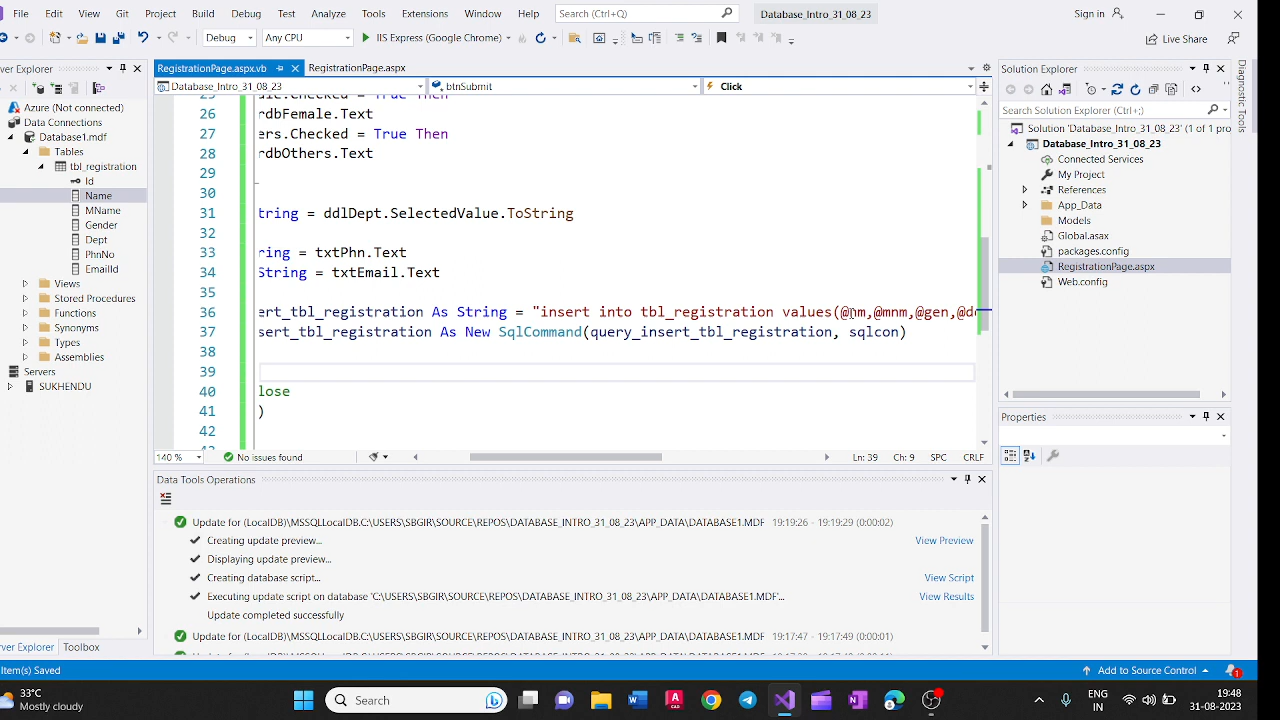 File Edit View Git Project Build Debug Test Analyze Tools Extensions Window Help Search (Ctrl+Q) Database_Intro_31_08_23 Sign in
Debug Any CPU IIS Express (Google Chrome) Live Share
erver Explorer
Azure (Not connected)
Data Connections
Database1.mdf
Tables
tbl_registration
Id
Name
MName
Gender
Dept
PhnNo
EmailId
Views
Stored Procedures
Functions
Synonyms
Types
Assemblies
Servers
SUKHENDU
erver Explorer Toolbox
RegistrationPage.aspx.vb RegistrationPage.aspx
Database_Intro_31_08_23 btnSubmit Click
26 rdbFemale.Text
27 ers.Checked = True Then
28 rdbOthers.Text
29
30
31 tring = ddlDept.SelectedValue.ToString
32
33 ring = txtPhn.Text
34 String = txtEmail.Text
35
36 ert_tbl_registration As String = "insert into tbl_registration values(@nm,@mnm,@gen,@de
37 sert_tbl_registration As New SqlCommand(query_insert_tbl_registration, sqlcon)
38
39
40 lose
41 )
42
140 % No issues found Ln: 39 Ch: 9 SPC CRLF
Data Tools Operations
Update for (LocalDB)\MSSQLLocalDB.C:\USERS\SBGIR\SOURCE\REPOS\DATABASE_INTRO_31_08_23\APP_DATA\DATABASE1.MDF 19:19:26 - 19:19:29 (0:00:02)
Creating update preview... View Preview
Displaying update preview...
Creating database script... View Script
Executing update script on database 'C:\USERS\SBGIR\SOURCE\REPOS\DATABASE_INTRO_31_08_23\APP_DATA\DATABASE1.MDF'... View Results
Update completed successfully
Update for (LocalDB)\MSSQLLocalDB.C:\USERS\SBGIR\SOURCE\REPOS\DATABASE_INTRO_31_08_23\APP_DATA\DATABASE1.MDF 19:17:47 - 19:17:49 (0:00:01)
Solution Explorer
Search Solution Explorer (Ctrl+;)
Solution 'Database_Intro_31_08_23' (1 of 1 pro
Database_Intro_31_08_23
Connected Services
My Project
References
App_Data
Models
Global.asax
packages.config
RegistrationPage.aspx
Web.config
Properties
Diagnostic Tools
Item(s) Saved Add to Source Control 1
33°C
Mostly cloudy
Search
ENG
IN
19:48
31-08-2023